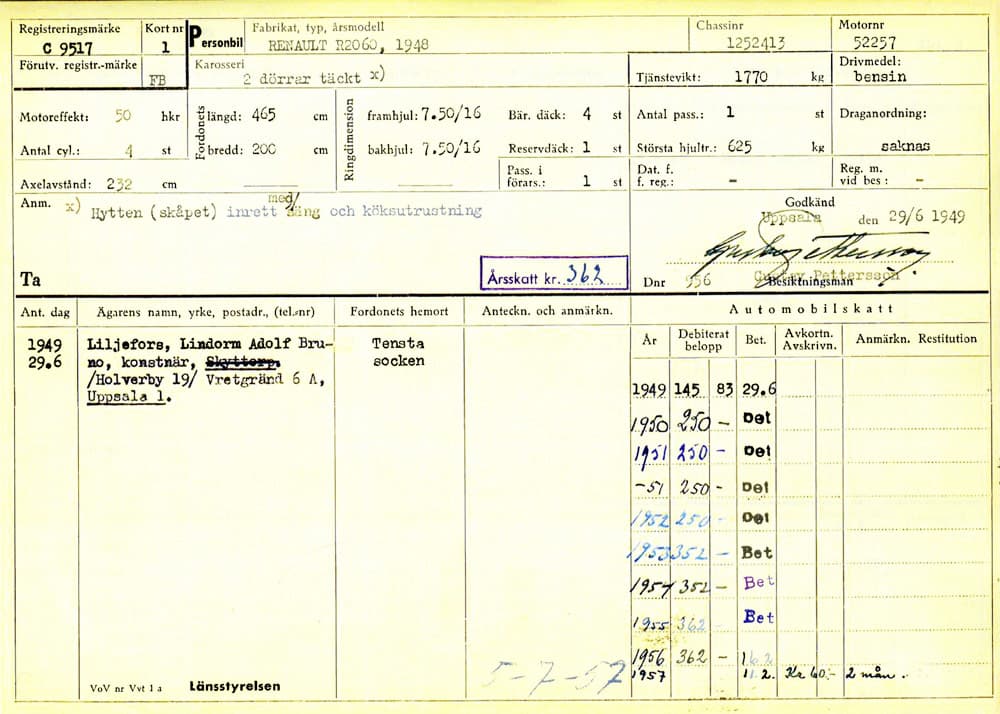 Registreringsmärke
C 9517
Kort nr
1
Personbil
Fabrikat, typ, årsmodell
RENAULT R2060, 1948
Chassinr
1252413
Motornr
52257
Förutv. registr.-märke
FB
Karosseri
2 dörrar täckt x)
Tjänstevikt: 1770 kg
Drivmedel:
bensin
Motoreffekt: 50 hkr
Fordonets
längd: 465 cm
Ringdimension
framhjul: 7.50/16
Bär. däck: 4 st
Antal pass.: 1 st
Draganordning:
Antal cyl.: 4 st
bredd: 200 cm
bakhjul: 7.50/16
Reservdäck: 1 st
Största hjultr.: 625 kg
saknas
Axelavstånd: 232 cm
Pass. i
förars.: 1 st
Dat. f.
f. reg.: -
Reg. m.
vid bes: -
Anm. x) Hytten (skåpet) inrett med/ säng och köksutrustning
Godkänd
Uppsala den 29/6 1949
Ta
Årsskatt kr. 362
Dnr 956
Gustav Pettersson
Besiktningsman
Ant. dag
Ägarens namn, yrke, postadr., (tel.-nr)
Fordonets hemort
Anteckn. och anmärkn.
Automobilskatt
År
Debiterat
belopp
Bet.
Avkortn.
Avskrivn.
Anmärkn. Restitution
1949
29.6
Liljefors, Lindorm Adolf Bru-
no, konstnär, Skyttorp.
/Holverby 19/ Vretgränd 6 A,
Uppsala 1.
Tensta
socken
1949 145 83 29.6
1950 250 – Bet
1951 250 – Bet
-51 250 - Bet
1952 250 - Bet
1953 352 – Bet
1954 352 – Bet
1955 362 – Bet
1956 362 –
1957 11.2. Kr 60:- 2 mån.
5-7-57
VoV nr Vvt 1 a
Länsstyrelsen